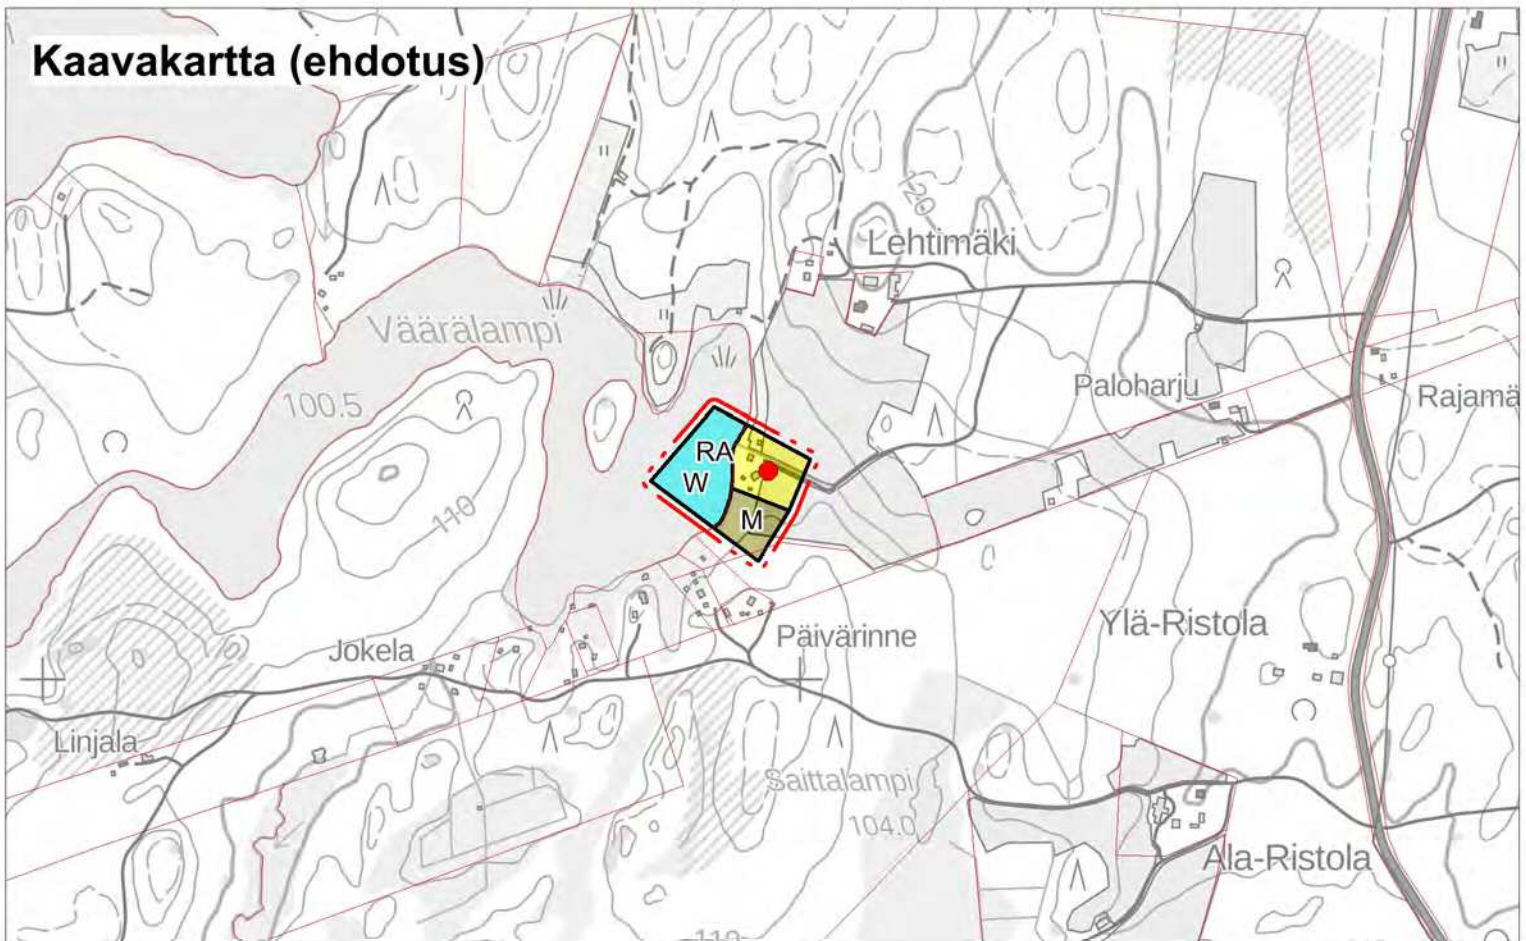 Kaavakartta (ehdotus)
120
Lehtimäki
Väärälampi
100.5
Paloharju
Rajamä
RA
W
M
110
Jokela
Päivärinne
Ylä-Ristola
Linjala
Saittalampi
104.0
Ala-Ristola
110